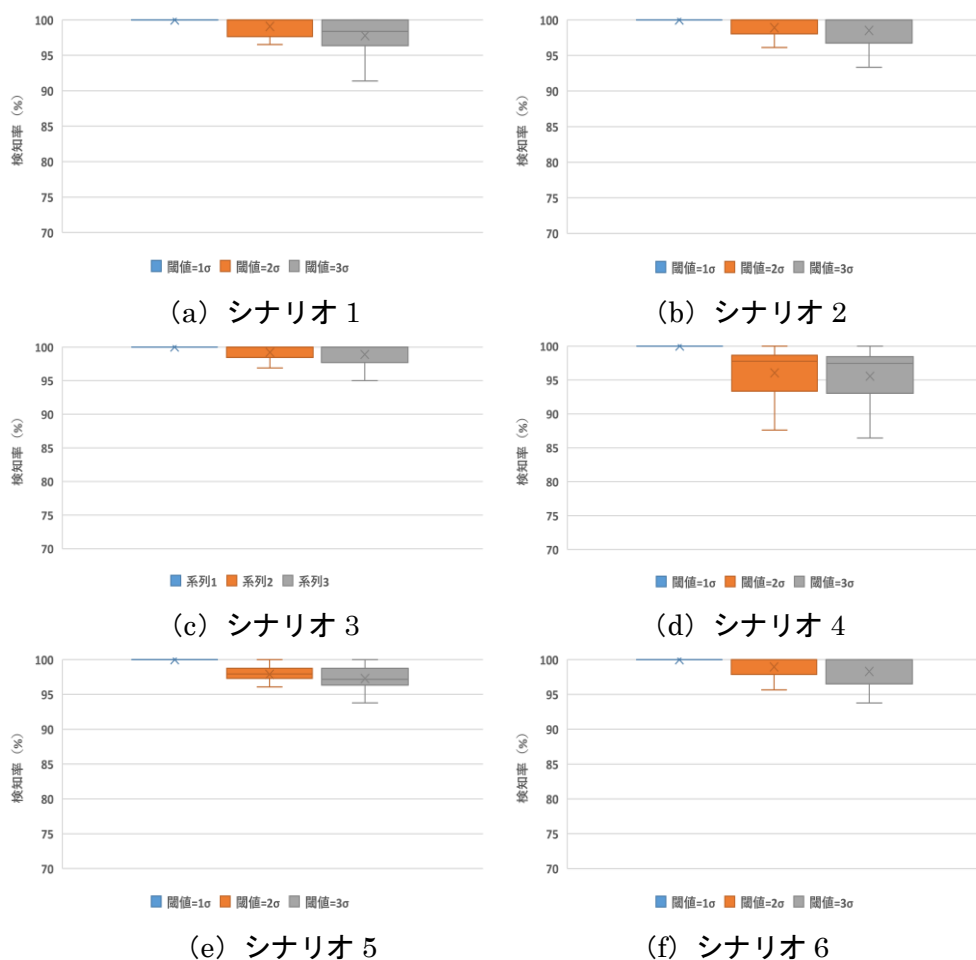 100
95
90
85
80
75
70
検知率（%）
閾値=1σ 閾値=2σ 閾値=3σ
（a）シナリオ 1
100
95
90
85
80
75
70
検知率（%）
閾値=1σ 閾値=2σ 閾値=3σ
（b）シナリオ 2
100
95
90
85
80
75
70
検知率（%）
系列1 系列2 系列3
（c）シナリオ 3
100
95
90
85
80
75
70
検知率（%）
閾値=1σ 閾値=2σ 閾値=3σ
（d）シナリオ 4
100
95
90
85
80
75
70
検知率（%）
閾値=1σ 閾値=2σ 閾値=3σ
（e）シナリオ 5
100
95
90
85
80
75
70
検知率（%）
閾値=1σ 閾値=2σ 閾値=3σ
（f）シナリオ 6